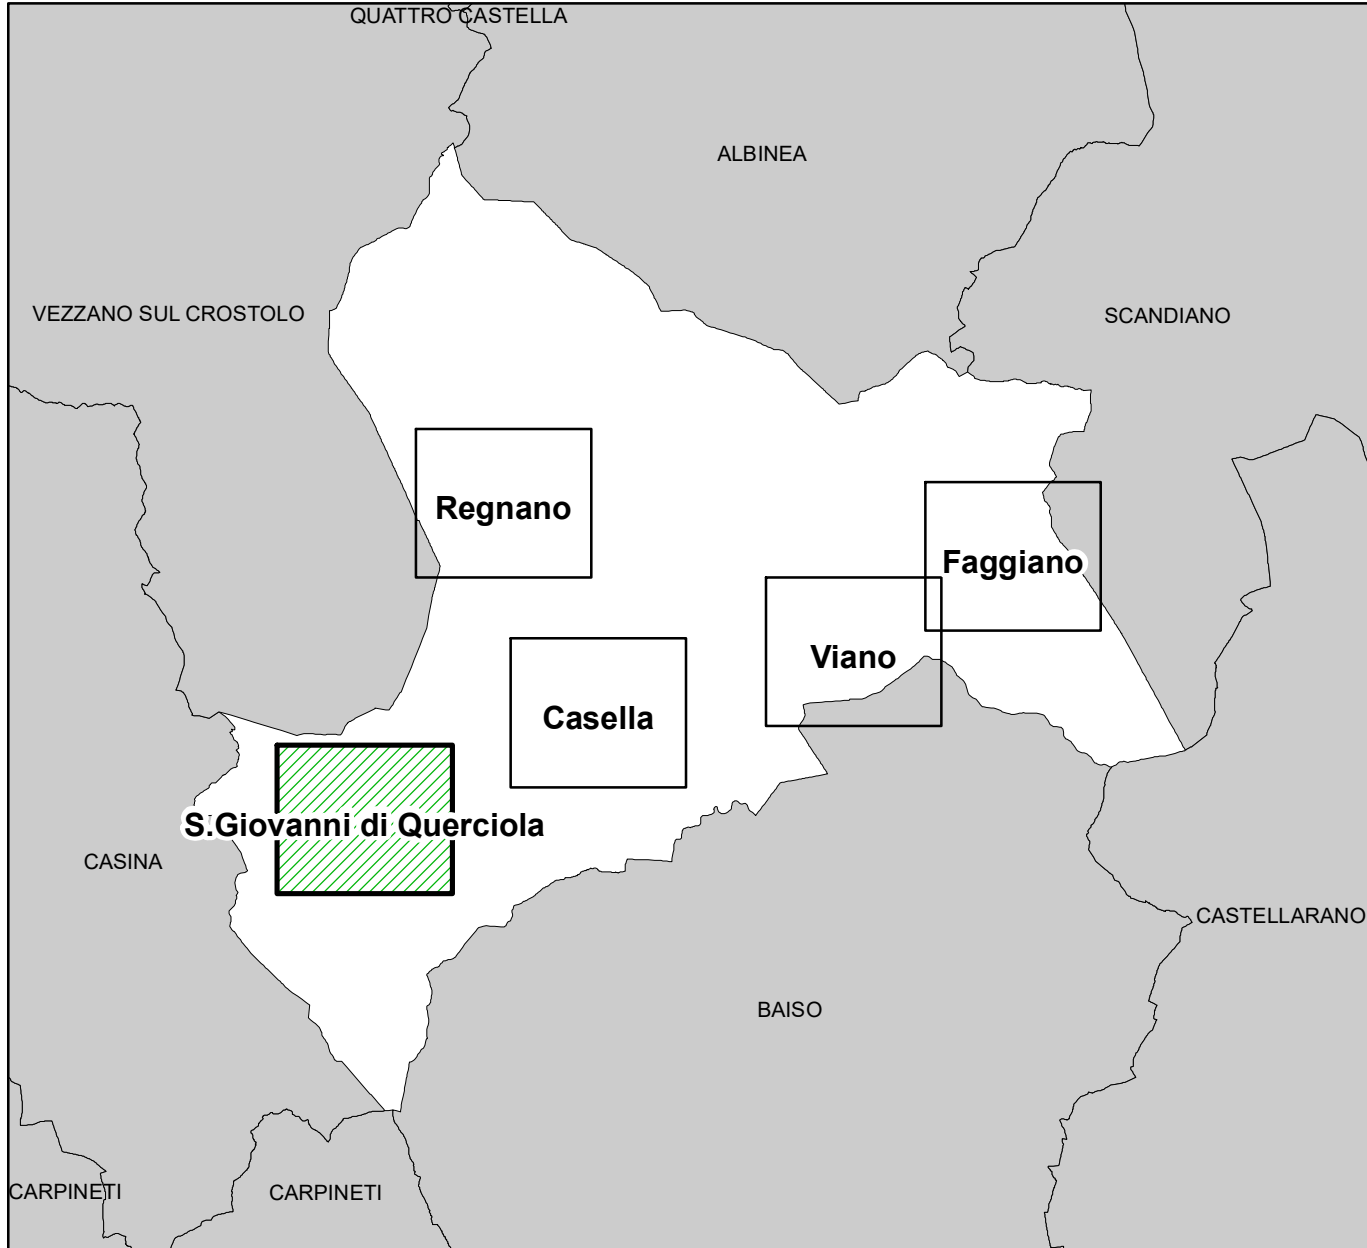 QUATTRO CASTELLA
ALBINEA
VEZZANO SUL CROSTOLO
SCANDIANO
Regnano
Faggiano
Viano
Casella
S.Giovanni di Querciola
CASINA
CASTELLARANO
BAISO
CARPINETI
CARPINETI